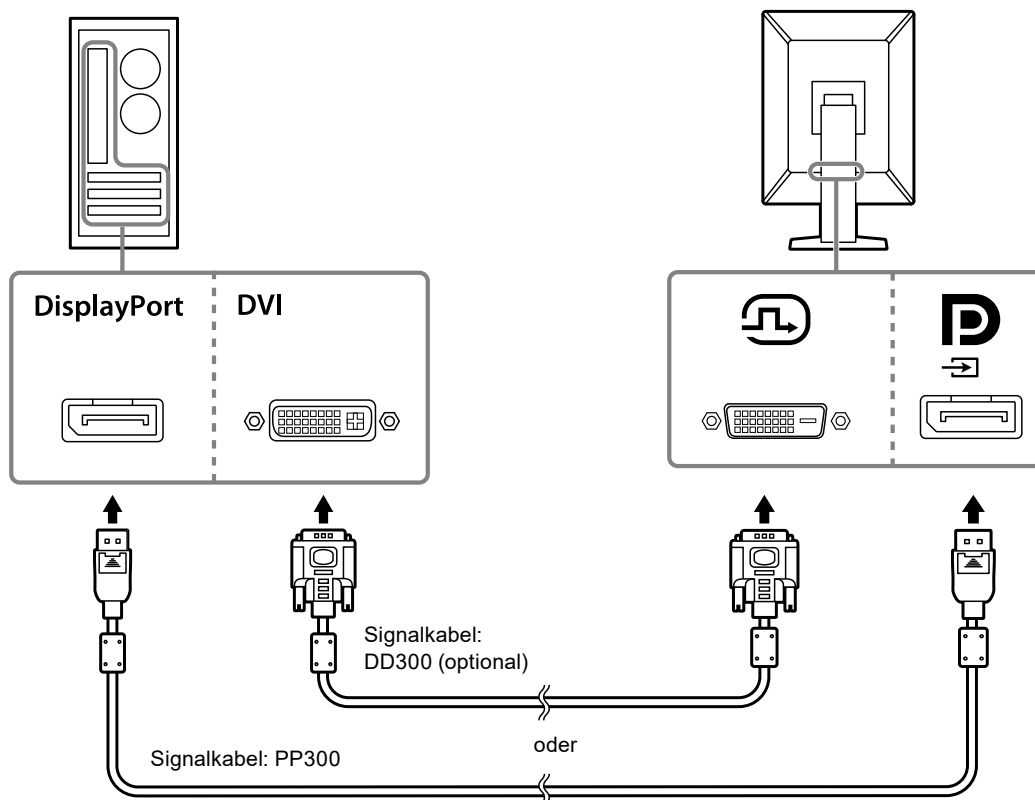 DisplayPort
DVI
Signalkabel:
DD300 (optional)
oder
Signalkabel: PP300